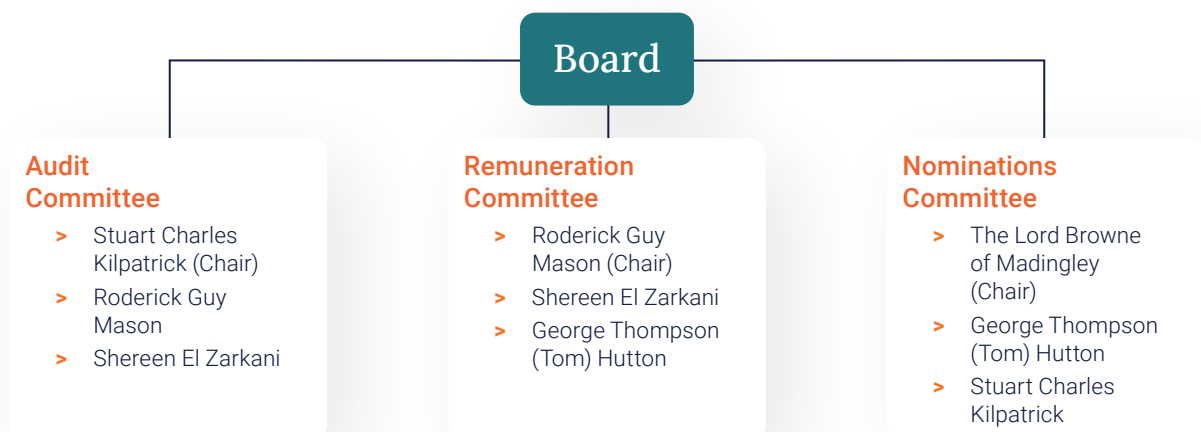 Board
Audit
Committee
> Stuart Charles
Kilpatrick (Chair)
> Roderick Guy
Mason
> Shereen El Zarkani
Remuneration
Committee
> Roderick Guy
Mason (Chair)
> Shereen El Zarkani
> George Thompson
(Tom) Hutton
Nominations
Committee
> The Lord Browne
of Madingley
(Chair)
> George Thompson
(Tom) Hutton
> Stuart Charles
Kilpatrick